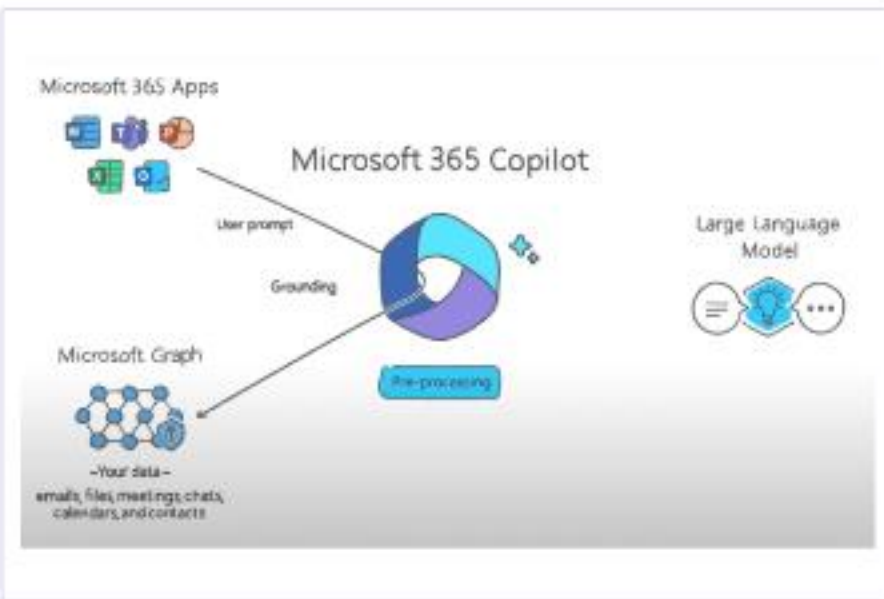 Microsoft 365 Apps
Microsoft 365 Copilot
User prompt
Large Language
Model
Grounding
Microsoft Graph
Pre-processing
~Your data~
emails, files, meetings, chats,
calendars, and contacts